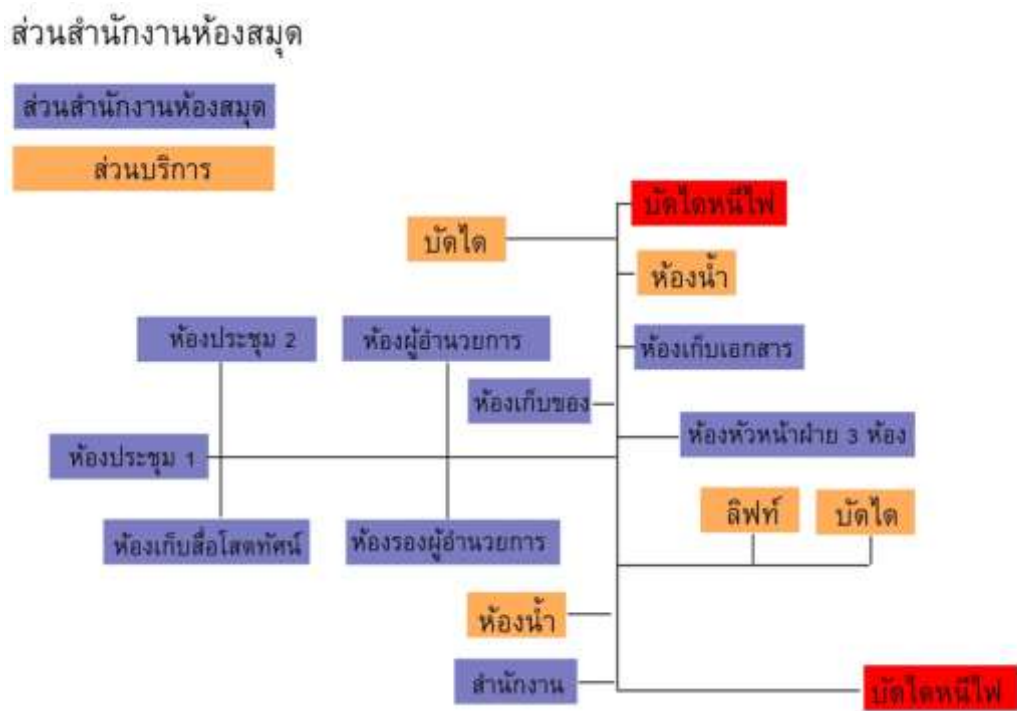 ส่วนสำนักงานห้องสมุด
ส่วนสำนักงานห้องสมุด
ส่วนบริการ
บัดไดหนีไฟ
บัดได
ห้องน้ำ
ห้องประชุม 2
ห้องผู้อำนวยการ
ห้องเก็บเอกสาร
ห้องเก็บของ
ห้องหัวหน้าฝ่าย 3 ห้อง
ห้องประชุม 1
ลิฟท์
บัดได
ห้องเก็บสื่อโสตทัศน์
ห้องรองผู้อำนวยการ
ห้องน้ำ
สำนักงาน
บัดไดหนีไฟ